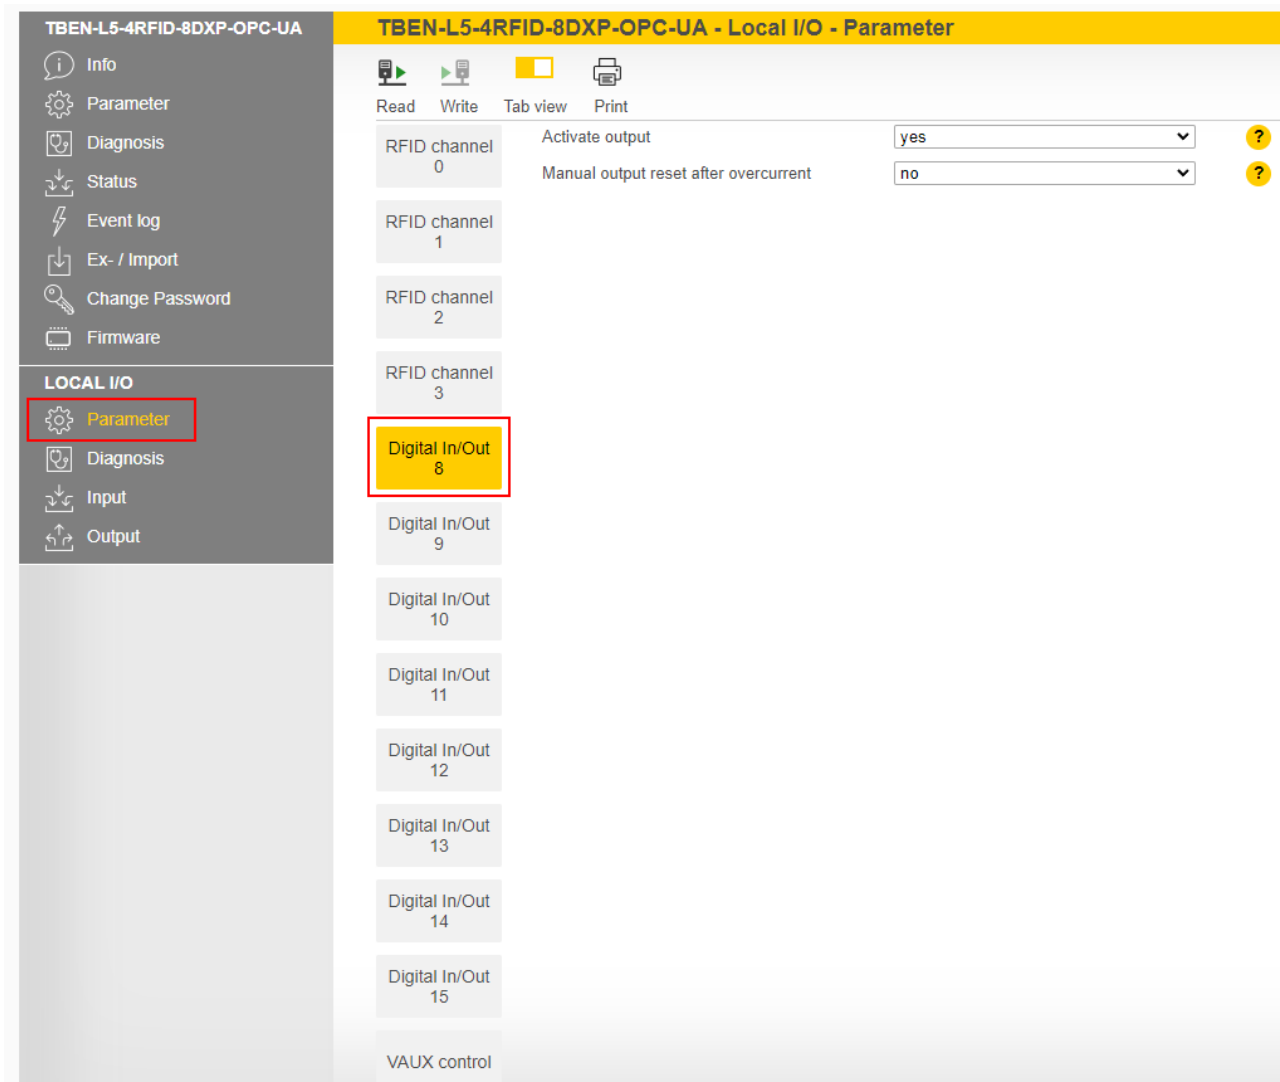 TBEN-L5-4RFID-8DXP-OPC-UA
Info
Parameter
Diagnosis
Status
Event log
Ex- / Import
Change Password
Firmware
LOCAL I/O
Parameter
Diagnosis
Input
Output
TBEN-L5-4RFID-8DXP-OPC-UA - Local I/O - Parameter
Read Write Tab view Print
RFID channel
0
RFID channel
1
RFID channel
2
RFID channel
3
Digital In/Out
8
Digital In/Out
9
Digital In/Out
10
Digital In/Out
11
Digital In/Out
12
Digital In/Out
13
Digital In/Out
14
Digital In/Out
15
VAUX control
Activate output yes ?
Manual output reset after overcurrent no ?